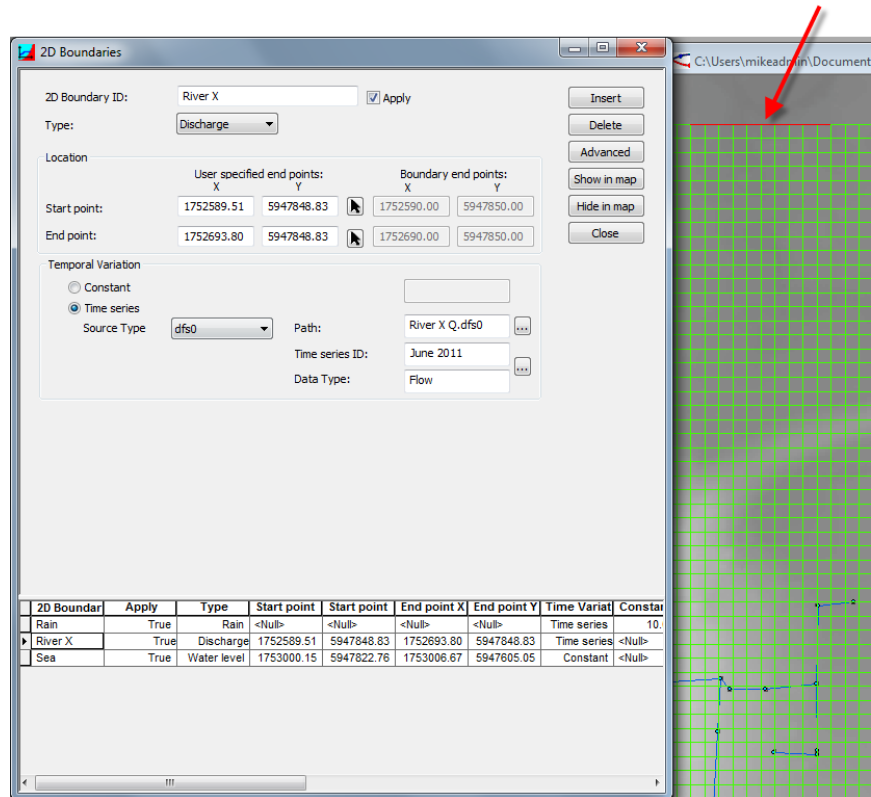 2D Boundaries
C:\Users\mikeadmin\Document
2D Boundary ID: River X Apply Insert
Type: Discharge Delete
Location Advanced
User specified end points: Boundary end points:
X Y X Y Show in map
Start point: 1752589.51 5947848.83 1752590.00 5947850.00 Hide in map
End point: 1752693.80 5947848.83 1752690.00 5947850.00 Close
Temporal Variation
Constant
Time series
Source Type dfs0 Path: River X Q.dfs0 ...
Time series ID: June 2011 ...
Data Type: Flow
2D Boundar Apply Type Start point Start point End point X End point Y Time Variat Constar
Rain True Rain <Null> <Null> <Null> <Null> Time series 10.
River X True Discharge 1752589.51 5947848.83 1752693.80 5947848.83 Time series <Null>
Sea True Water level 1753000.15 5947822.76 1753006.67 5947605.05 Constant <Null>